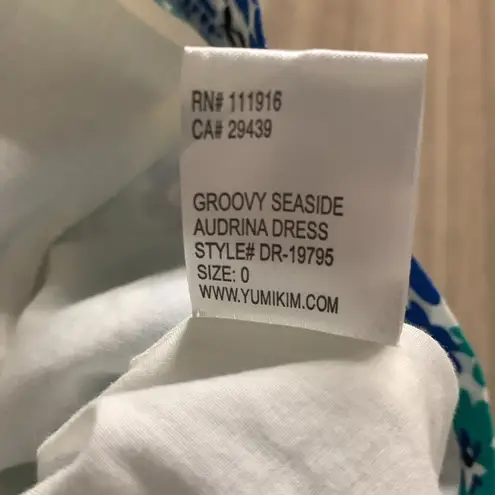 RN# 111916
CA# 29439
GROOVY SEASIDE
AUDRINA DRESS
STYLE# DR-19795
SIZE: 0
WWW.YUMIKIM.COM